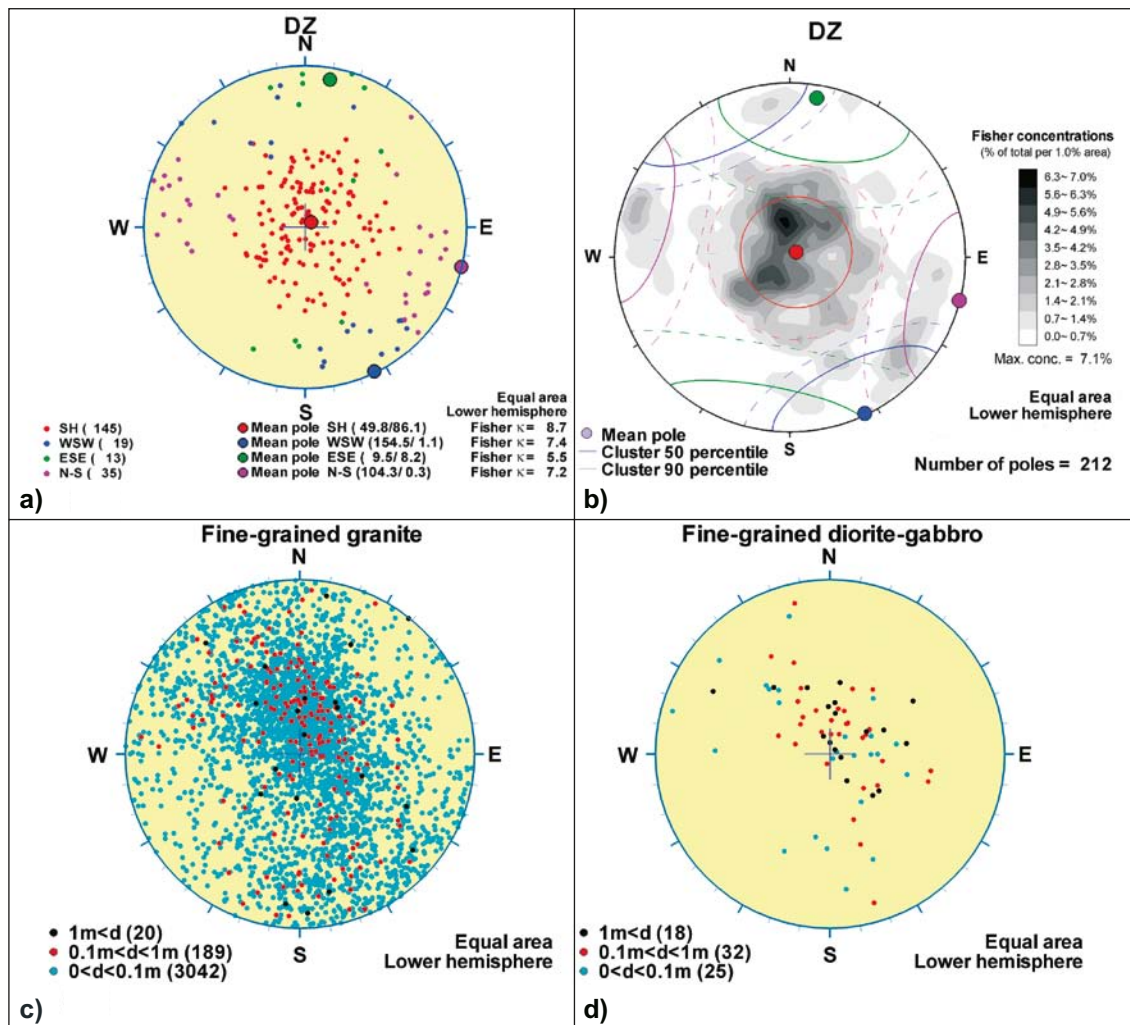 DZ
N
W
E
S
SH ( 145)
WSW ( 19)
ESE ( 13)
N-S ( 35)
Mean pole SH ( 49.8/86.1)
Mean pole WSW (154.5/ 1.1)
Mean pole ESE ( 9.5/ 8.2)
Mean pole N-S (104.3/ 0.3)
Equal area
Lower hemisphere
Fisher κ= 8.7
Fisher κ= 7.4
Fisher κ= 5.5
Fisher κ= 7.2
a)
DZ
N
W
E
S
Fisher concentrations
(% of total per 1.0% area)
6.3~ 7.0%
5.6~ 6.3%
4.9~ 5.6%
4.2~ 4.9%
3.5~ 4.2%
2.8~ 3.5%
2.1~ 2.8%
1.4~ 2.1%
0.7~ 1.4%
0.0~ 0.7%
Max. conc. = 7.1%
Equal area
Lower hemisphere
Mean pole
Cluster 50 percentile
Cluster 90 percentile
Number of poles = 212
b)
Fine-grained granite
N
W
E
S
1m<d (20)
0.1m<d<1m (189)
0<d<0.1m (3042)
Equal area
Lower hemisphere
c)
Fine-grained diorite-gabbro
N
W
E
S
1m<d (18)
0.1m<d<1m (32)
0<d<0.1m (25)
Equal area
Lower hemisphere
d)